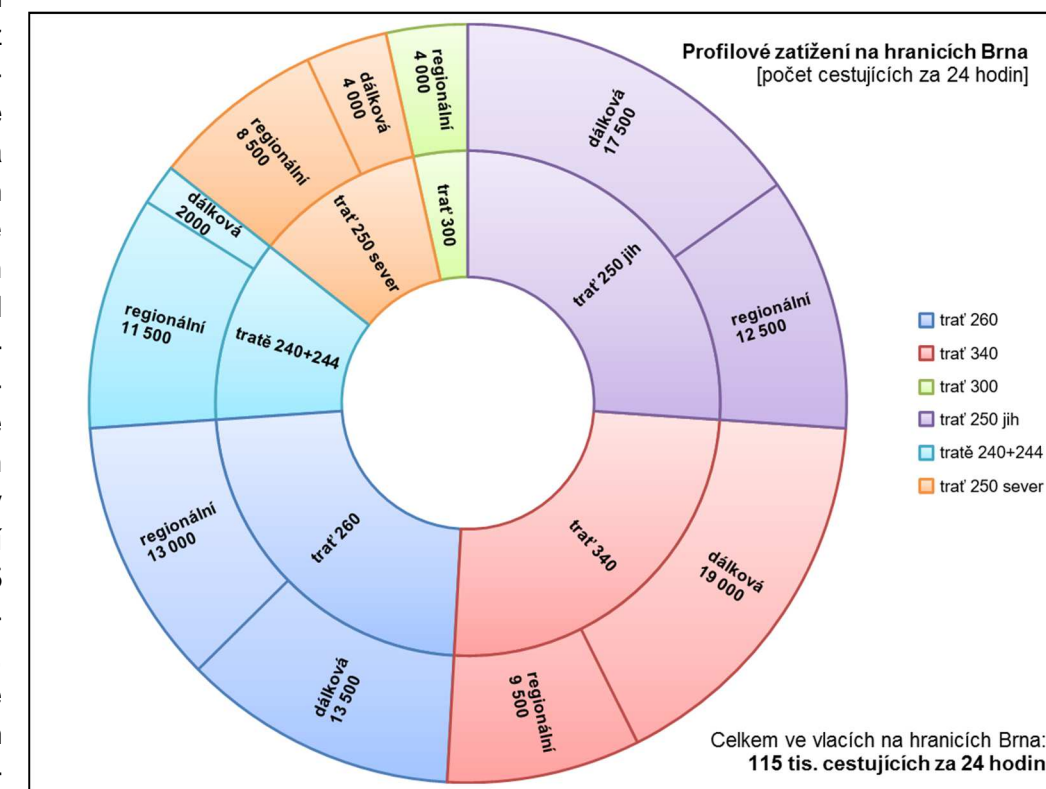 Profilové zatížení na hranicích Brna
[počet cestujících za 24 hodin]
dálková
17 500
regionální
12 500
trať 250 jih
dálková
19 000
regionální
9 500
trať 340
dálková
13 500
regionální
13 000
trať 260
regionální
11 500
dálková
2000
tratě 240+244
regionální
8 500
dálková
4 000
trať 250 sever
regionální
4 000
trať 300
trať 260
trať 340
trať 300
trať 250 jih
tratě 240+244
trať 250 sever
Celkem ve vlacích na hranicích Brna:
115 tis. cestujících za 24 hodin